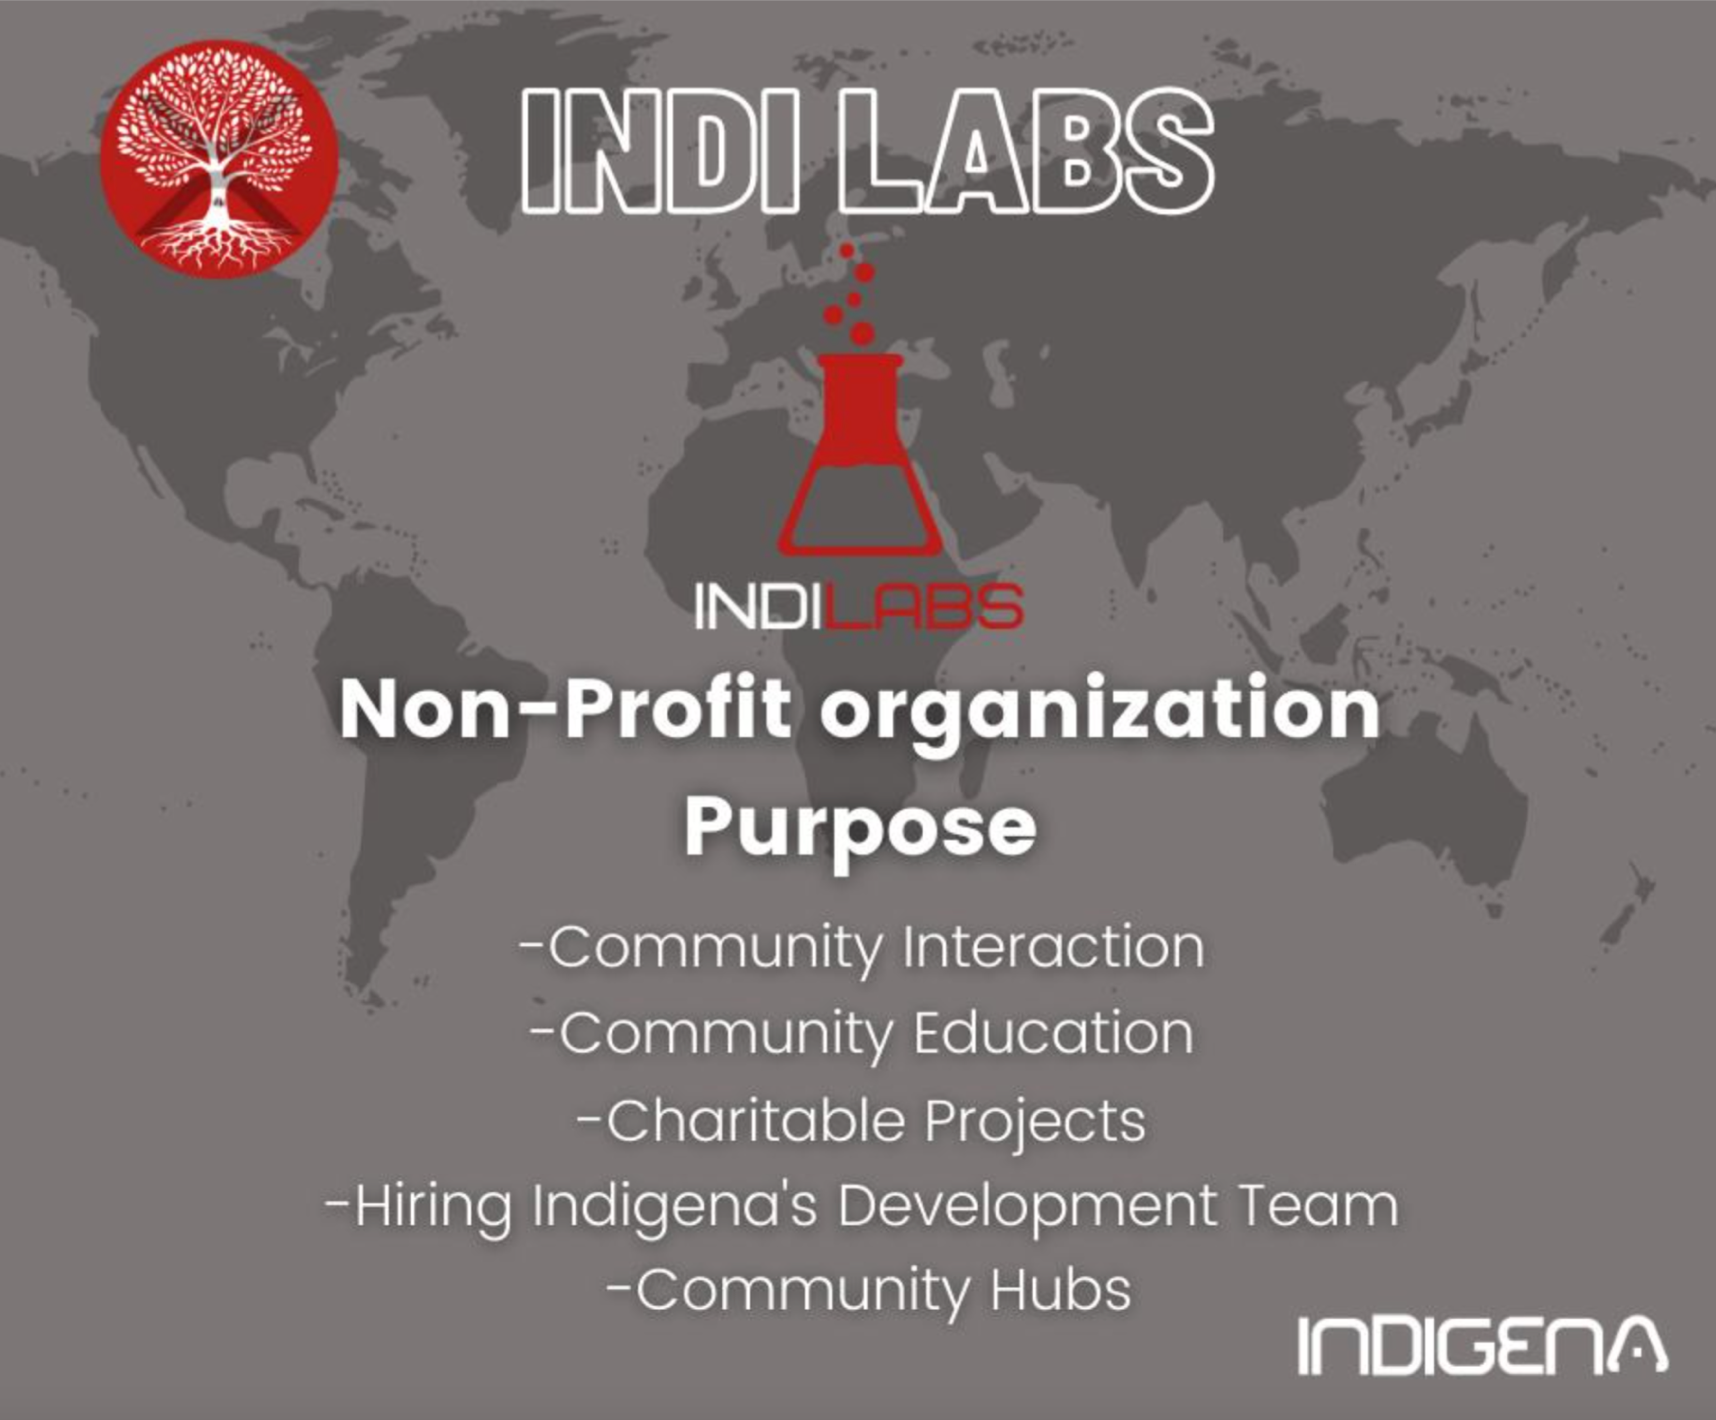 INDI LABS
INDILABS
Non-Profit organization
Purpose
-Community Interaction
-Community Education
-Charitable Projects
-Hiring Indigena's Development Team
-Community Hubs
INDIGENA